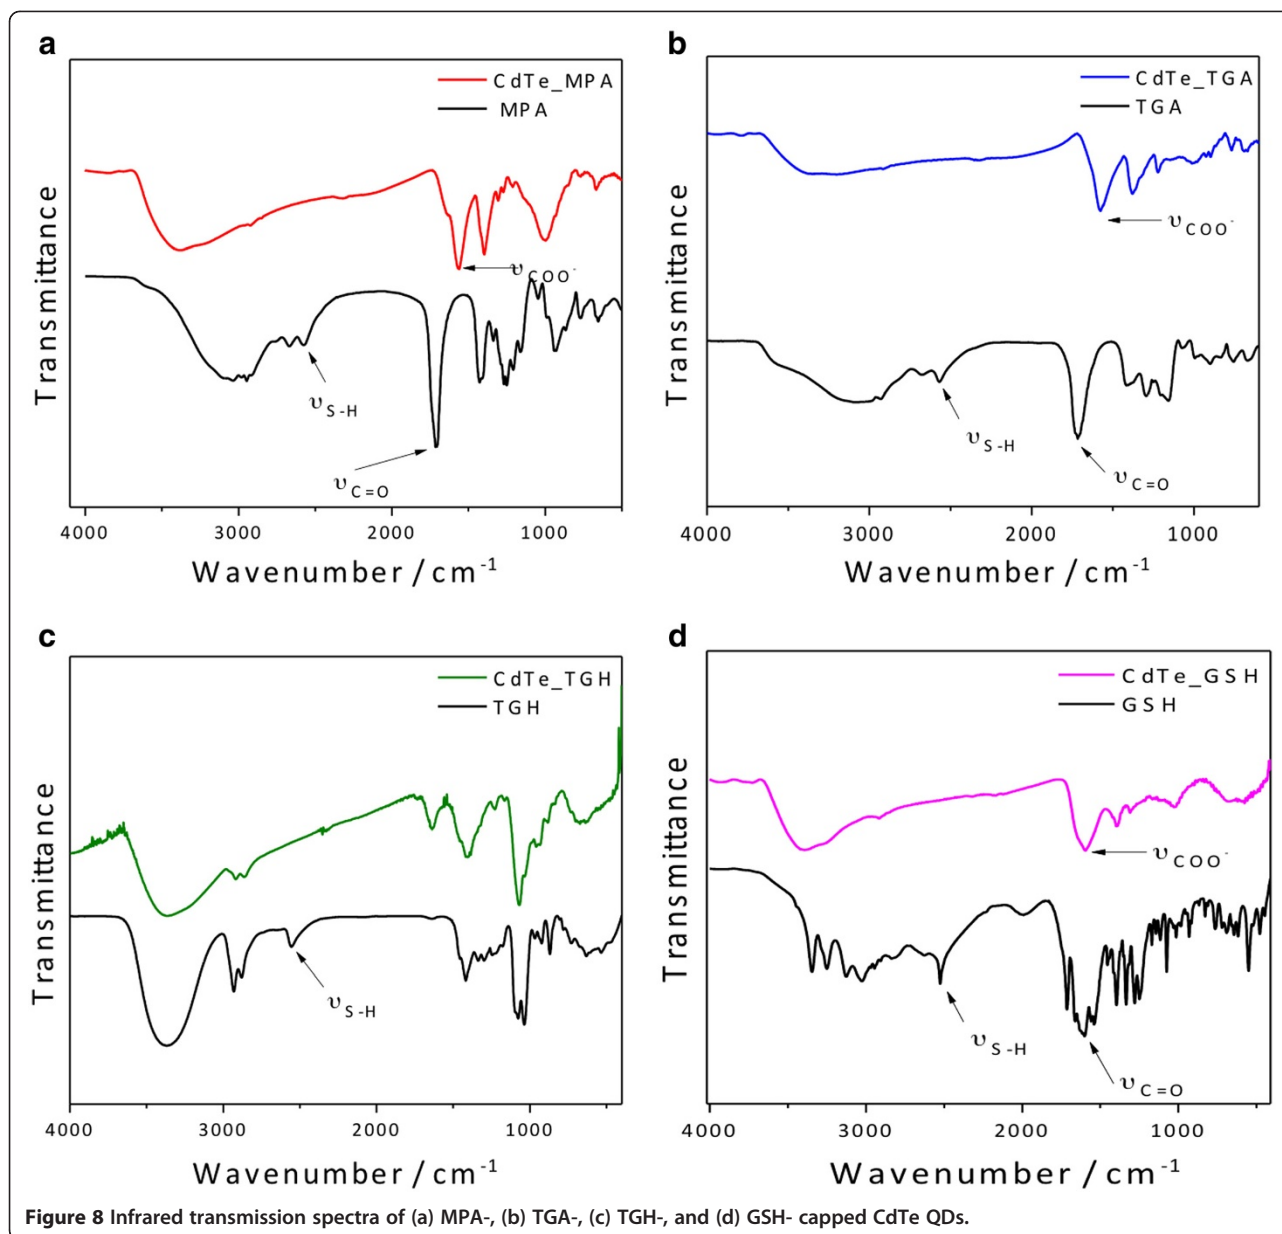 a
CdTe_MPA
MPA
υCOO⁻
υS-H
υC=O
Transmittance
4000 3000 2000 1000
Wavenumber / cm⁻¹
b
CdTe_TGA
TGA
υCOO⁻
υS-H
υC=O
Transmittance
4000 3000 2000 1000
Wavenumber / cm⁻¹
c
CdTe_TGH
TGH
υS-H
Transmittance
4000 3000 2000 1000
Wavenumber / cm⁻¹
d
CdTe_GSH
GSH
υCOO⁻
υS-H
υC=O
Transmittance
4000 3000 2000 1000
Wavenumber / cm⁻¹
Figure 8 Infrared transmission spectra of (a) MPA-, (b) TGA-, (c) TGH-, and (d) GSH- capped CdTe QDs.